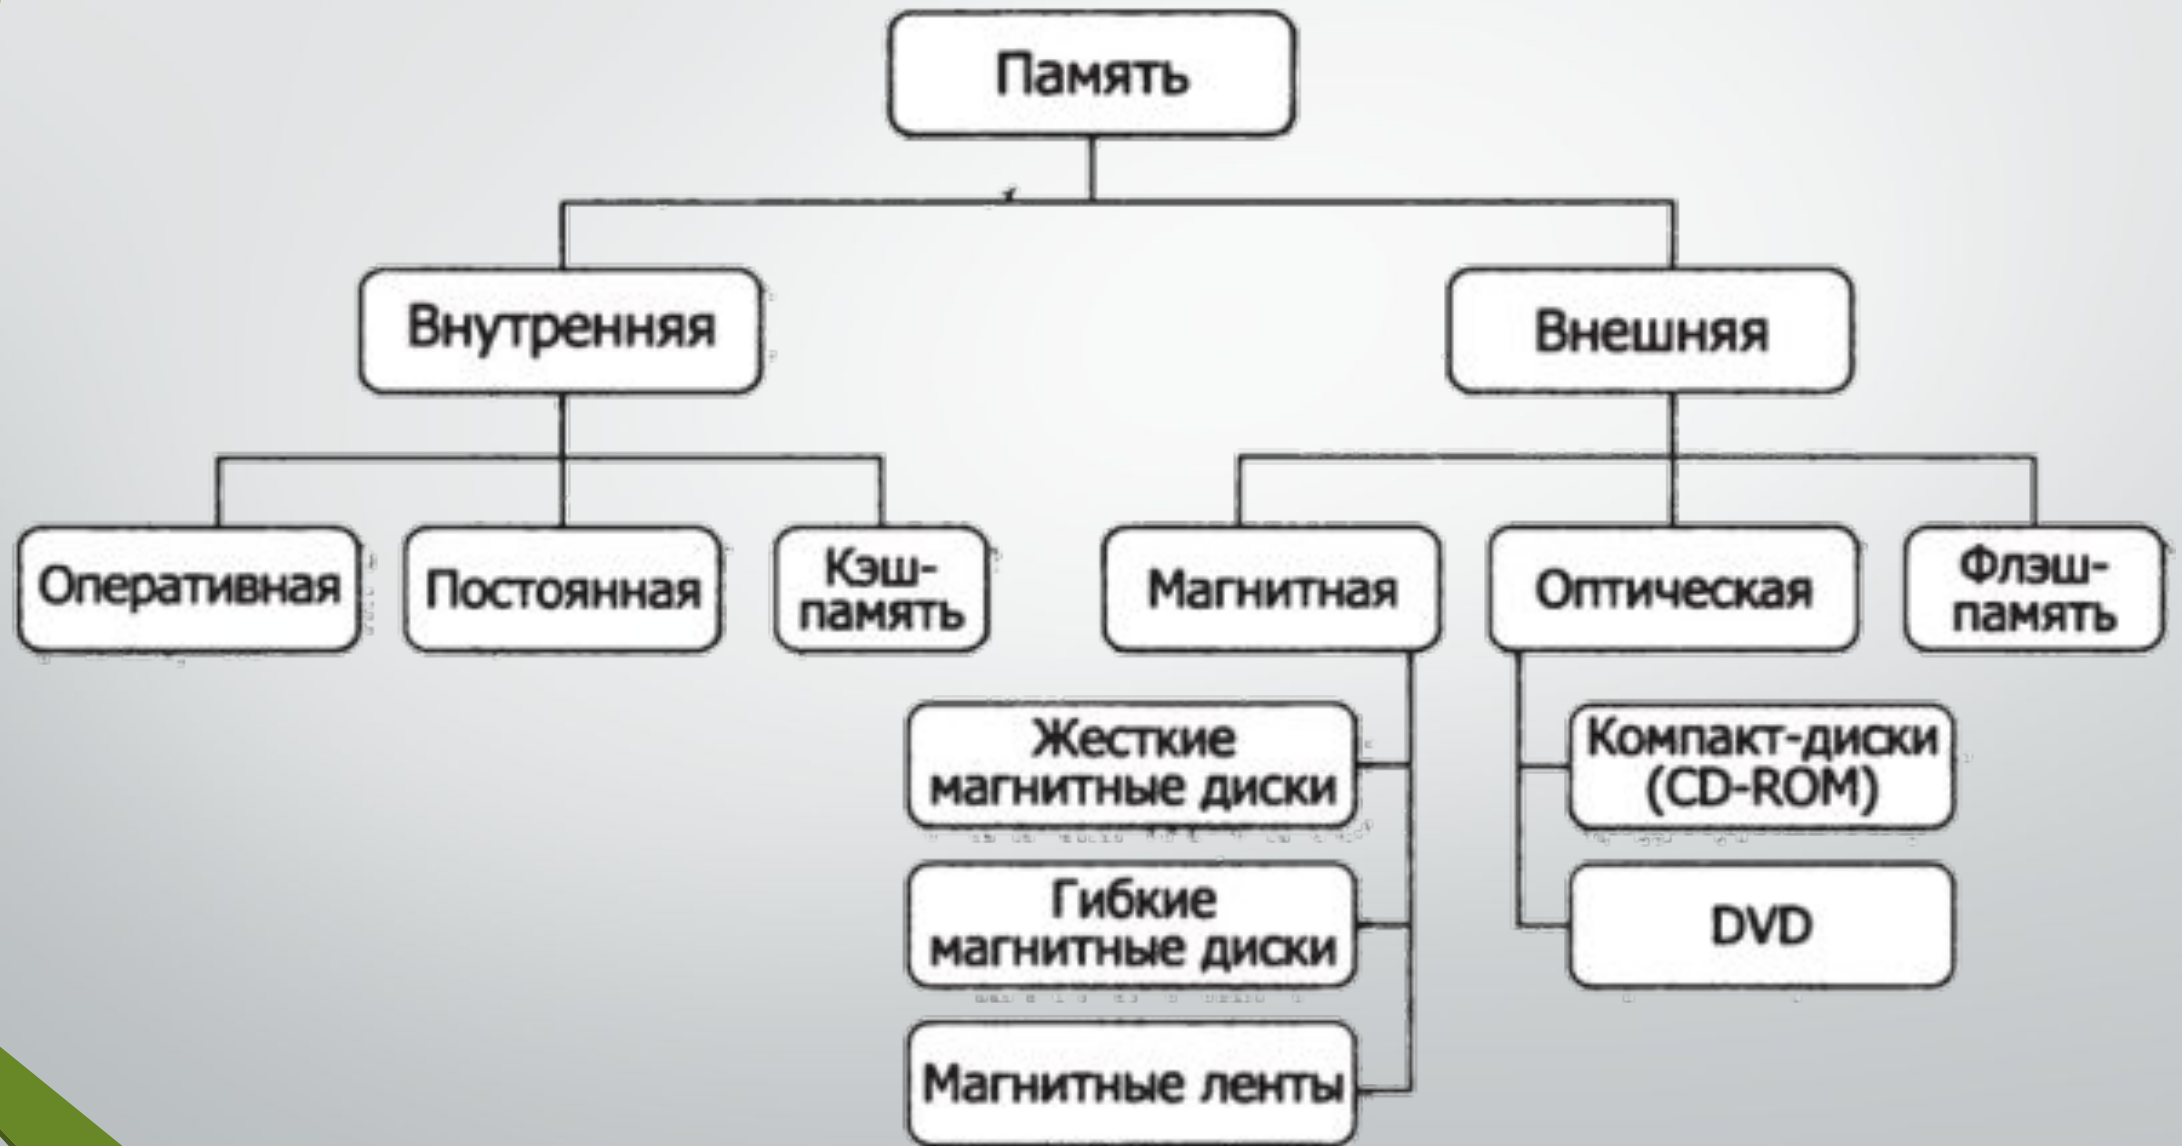 Память
Внутренняя
Внешняя
Оперативная
Постоянная
Кэш-
память
Магнитная
Оптическая
Флэш-
память
Жесткие
магнитные диски
Гибкие
магнитные диски
Магнитные ленты
Компакт-диски
(CD-ROM)
DVD